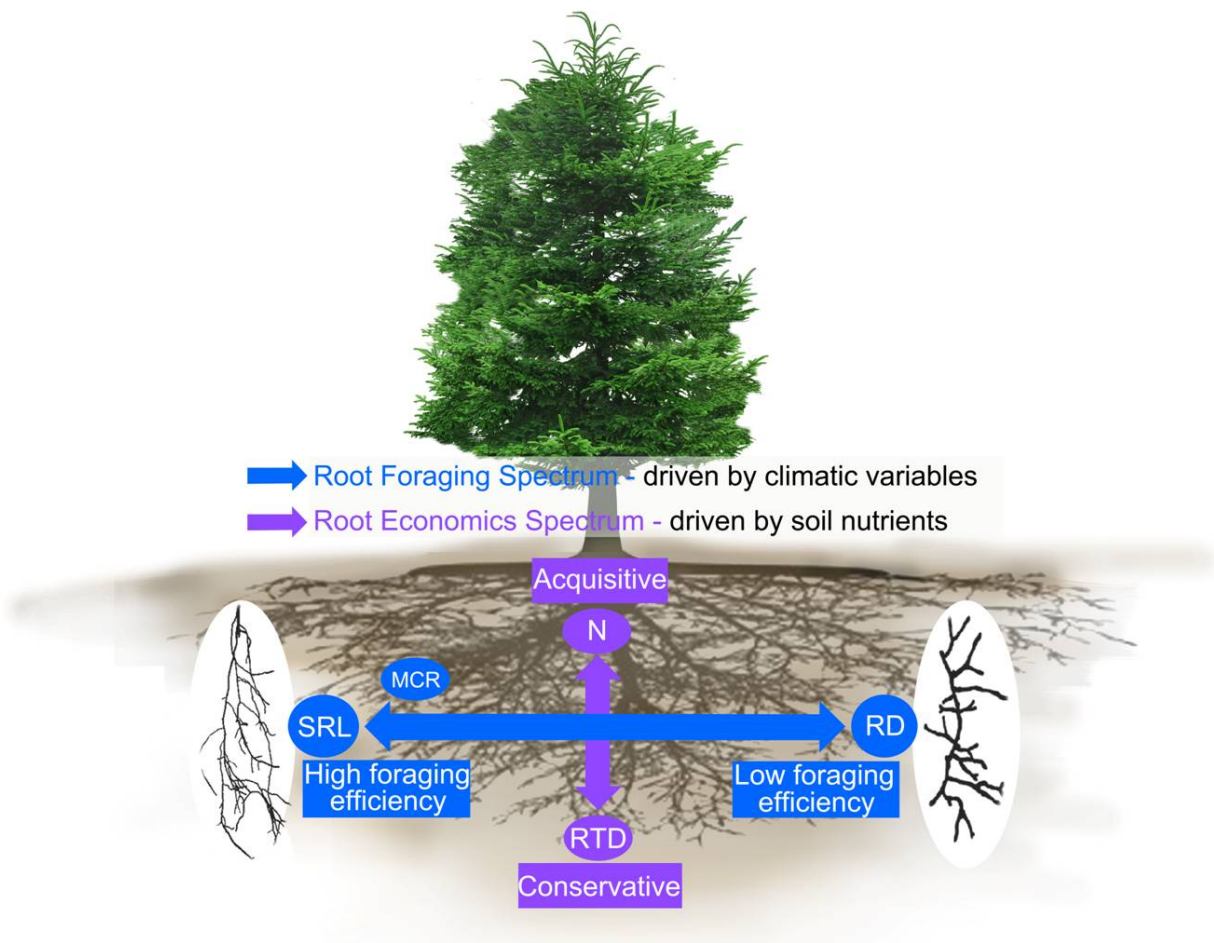 Root Foraging Spectrum - driven by climatic variables
Root Economics Spectrum - driven by soil nutrients
Acquisitive
N
MCR
SRL
RD
High foraging
efficiency
Low foraging
efficiency
RTD
Conservative